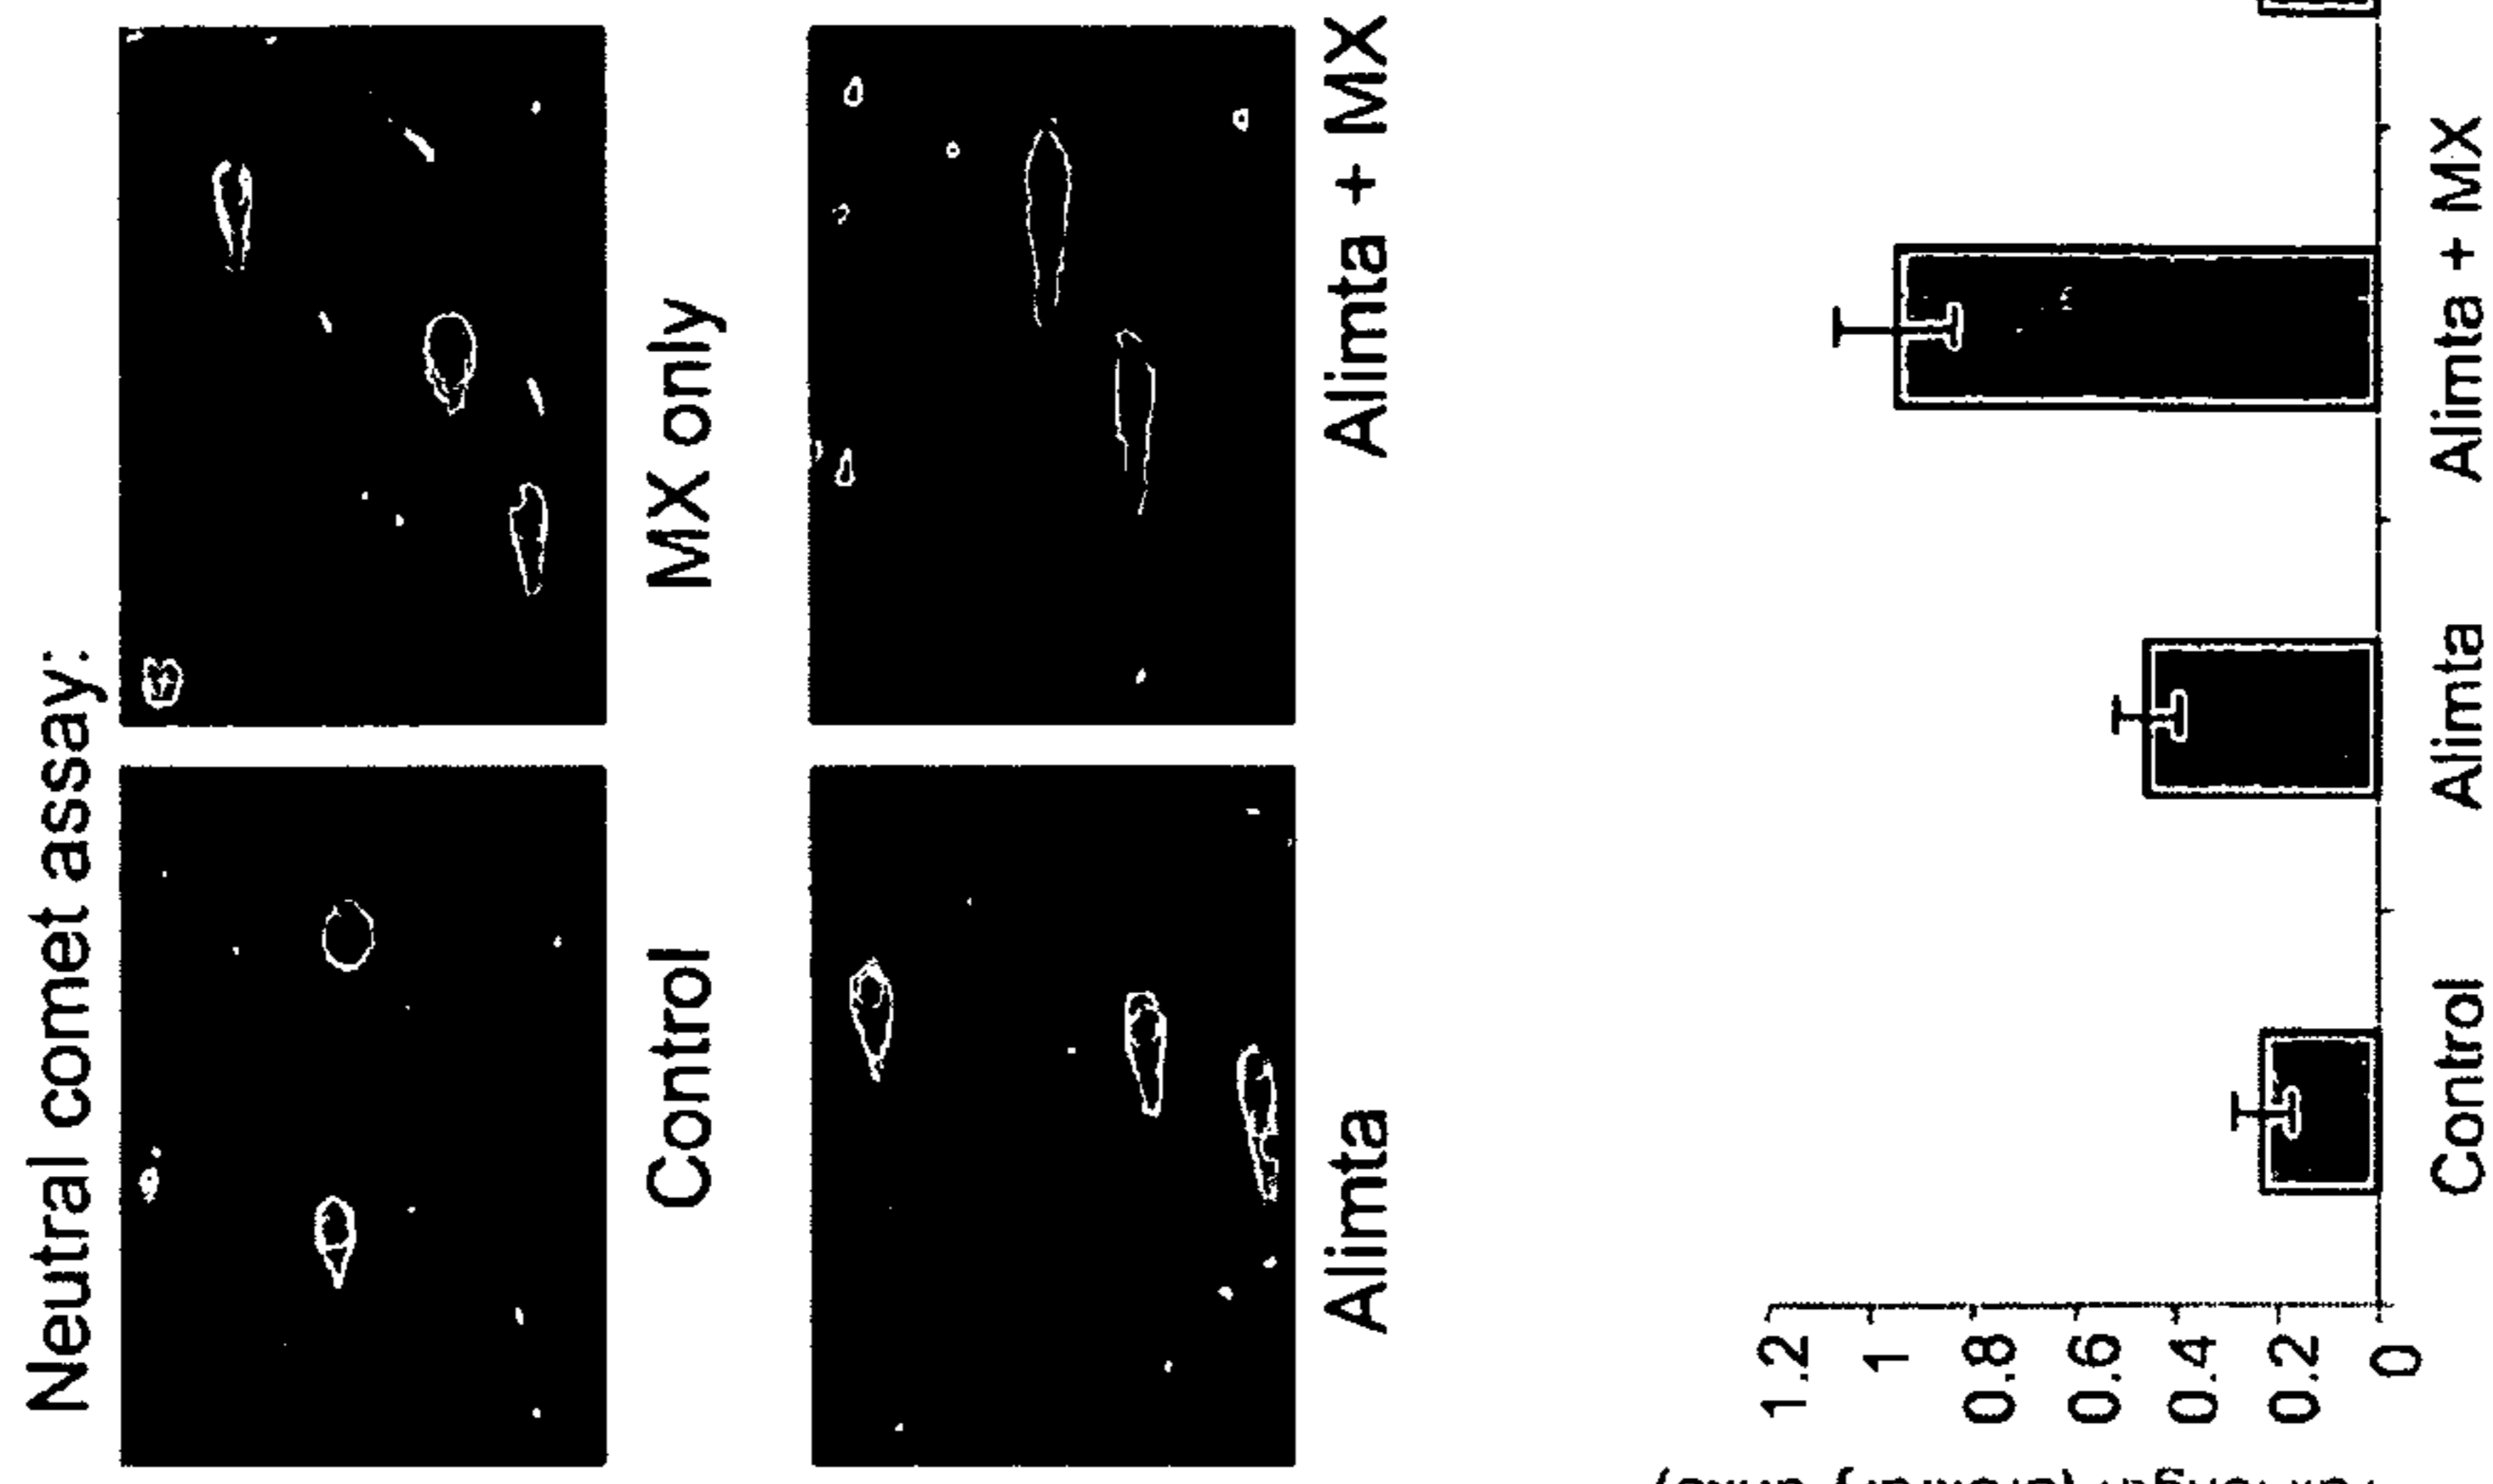 Neutral comet assay:
Control
MX only
Alimta
Alimta + MX
1.2
1
0.8
0.6
0.4
0.2
0
Control
Alimta
Alimta + MX